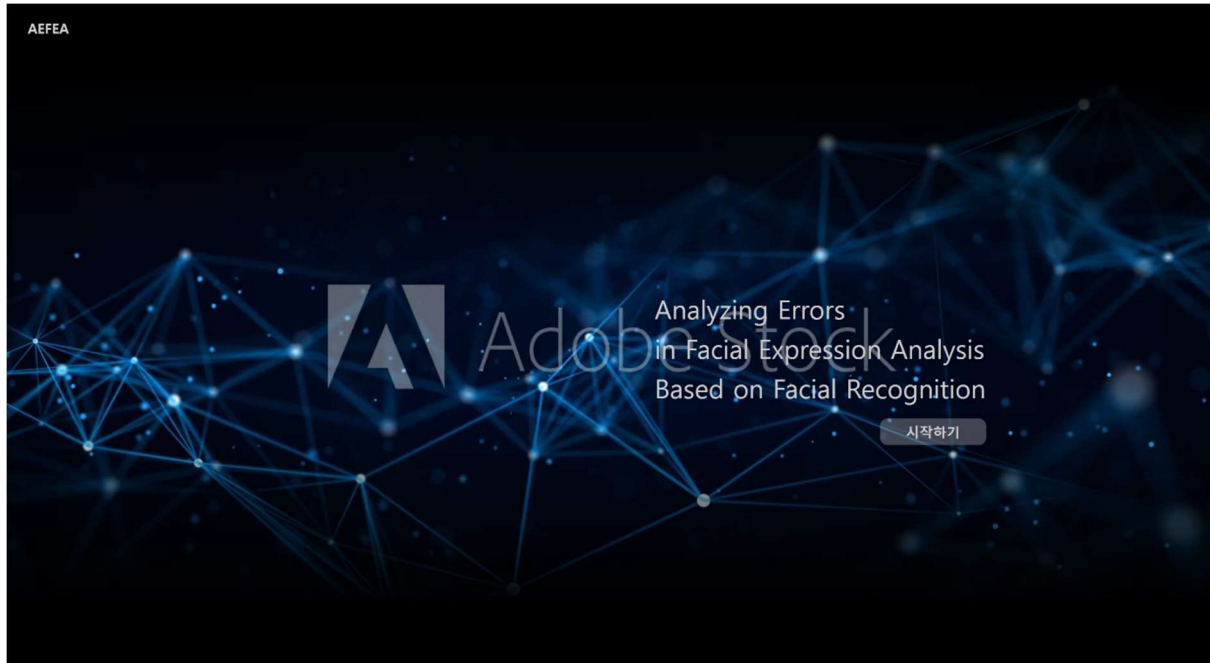 AEFEA
Adobe Stock
Analyzing Errors
in Facial Expression Analysis
Based on Facial Recognition
시작하기